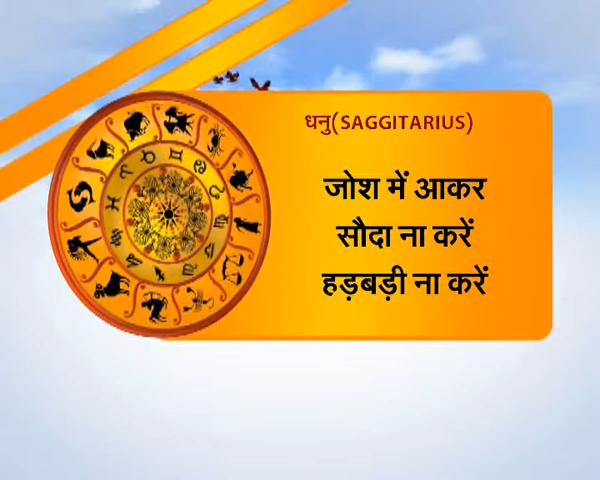 धनु(SAGGITARIUS)
जोश में आकर
सौदा ना करें
हड़बड़ी ना करें